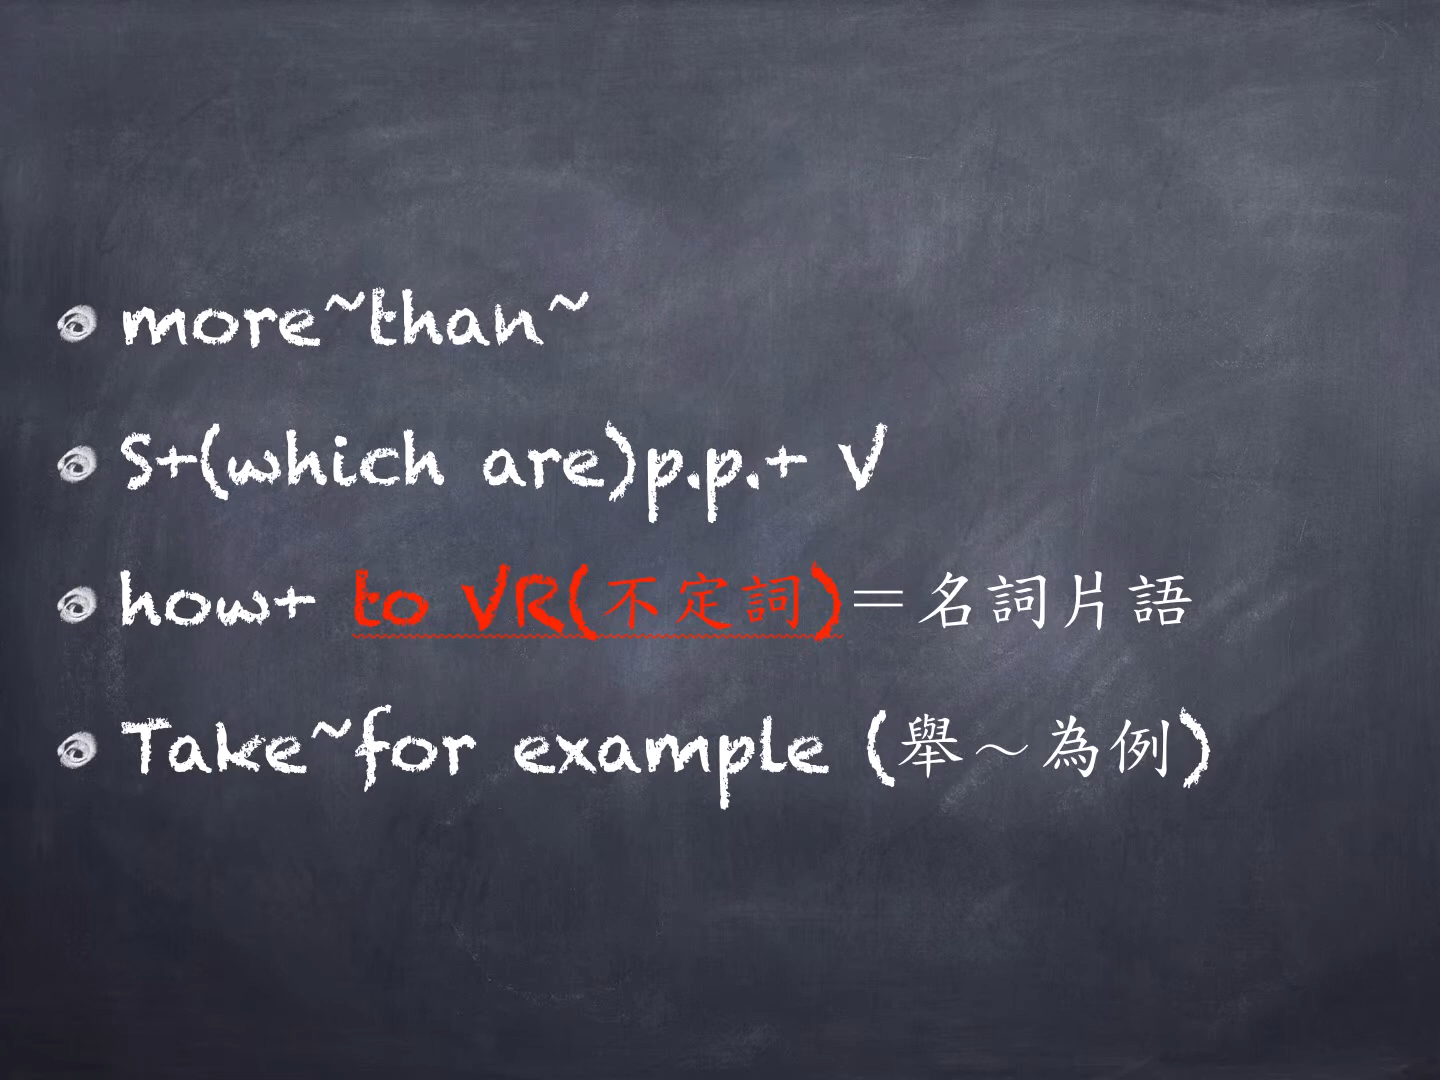 more~than~
S+(which are)p.p.+ V
how+ to VR(不定詞)＝名詞片語
Take~for example (舉～為例)